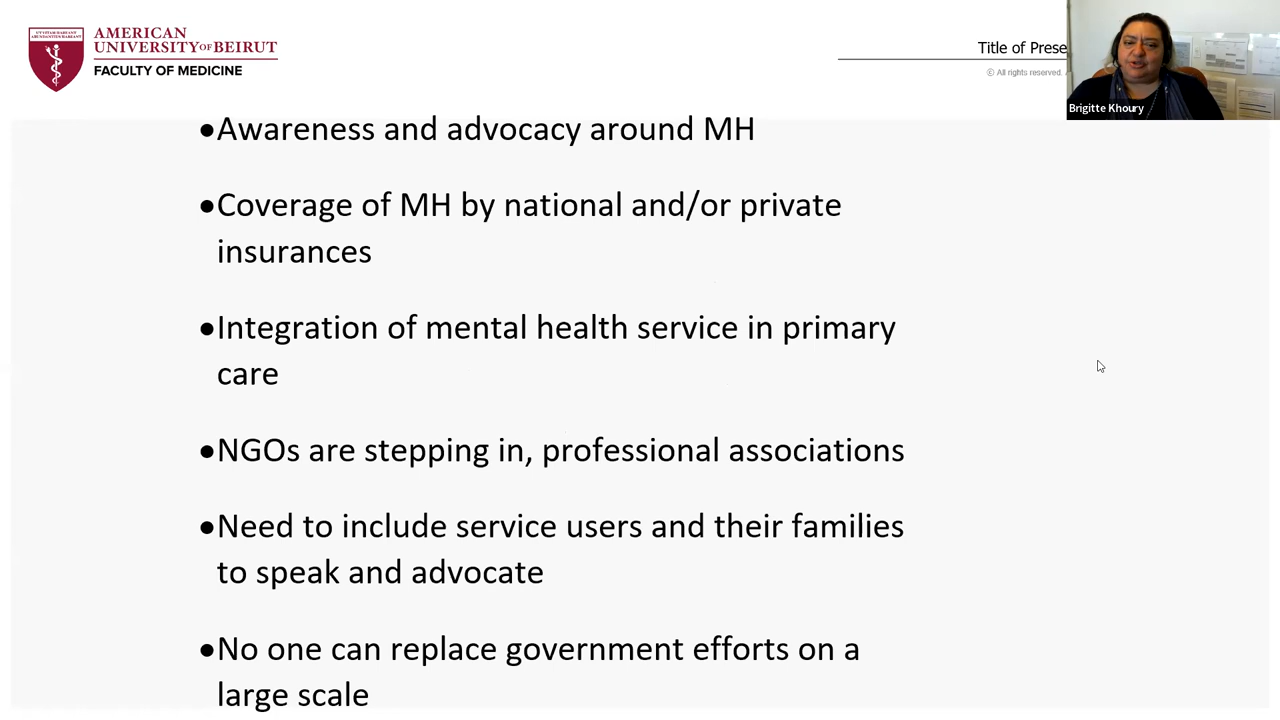 AMERICAN
UNIVERSITY OF BEIRUT
FACULTY OF MEDICINE
Title of Prese
© All rights reserved.
Brigitte Khoury
●Awareness and advocacy around MH
●Coverage of MH by national and/or private
insurances
●Integration of mental health service in primary
care
●NGOs are stepping in, professional associations
●Need to include service users and their families
to speak and advocate
●No one can replace government efforts on a
large scale